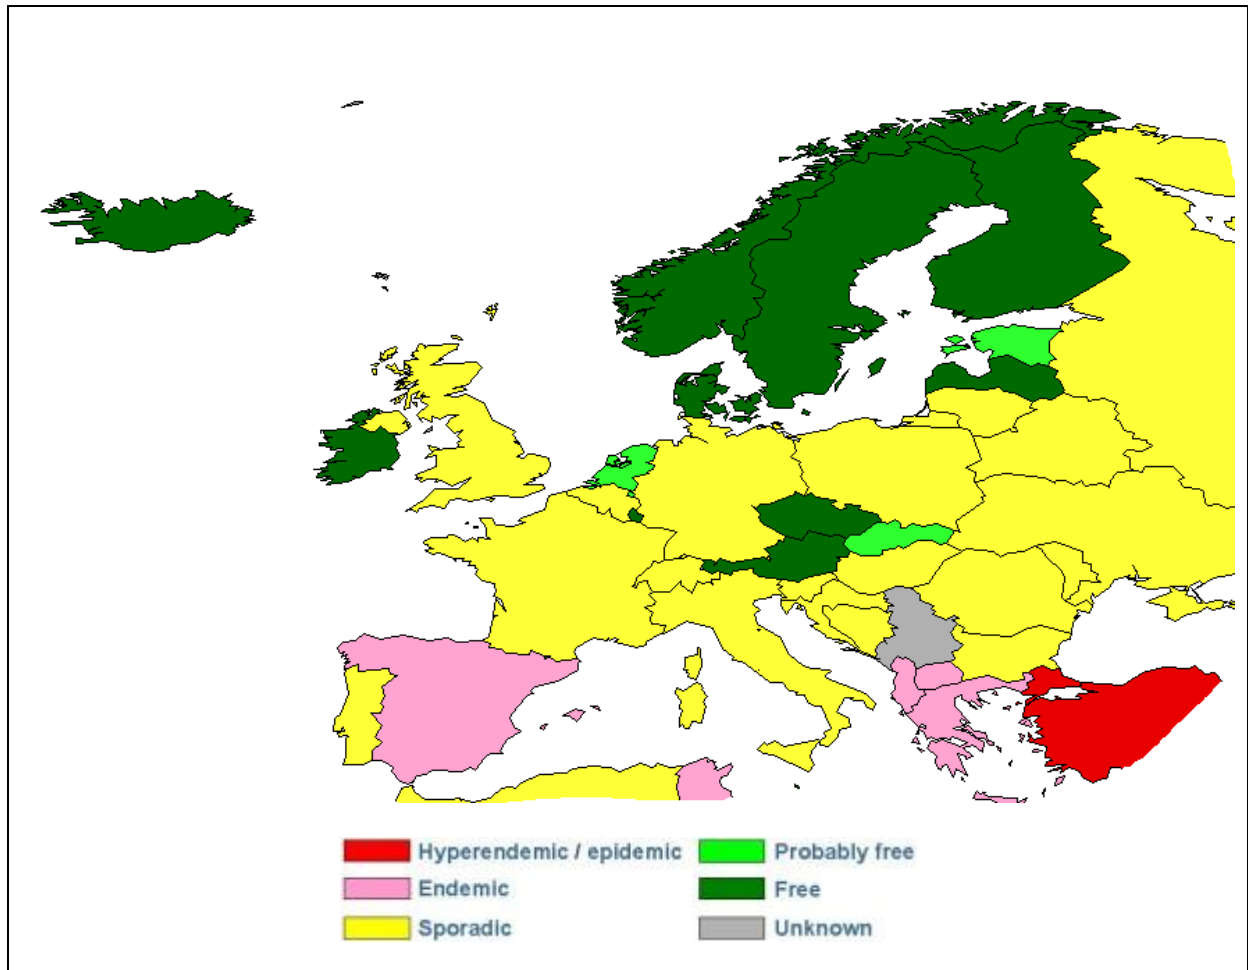 Hyperendemic / epidemic
Probably free
Endemic
Free
Sporadic
Unknown